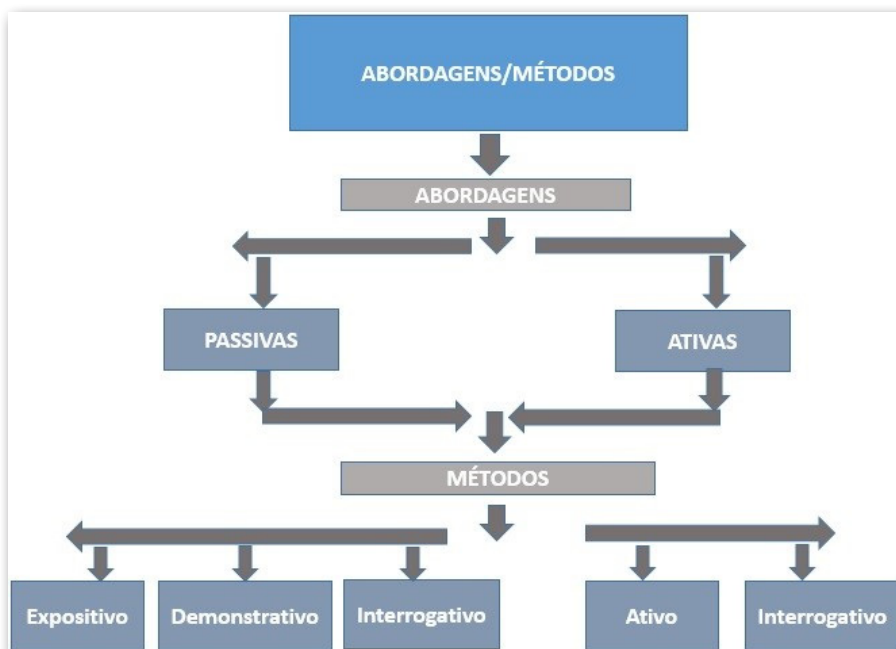 ABORDAGENS/MÉTODOS
ABORDAGENS
PASSIVAS
ATIVAS
MÉTODOS
Expositivo
Demonstrativo
Interrogativo
Ativo
Interrogativo